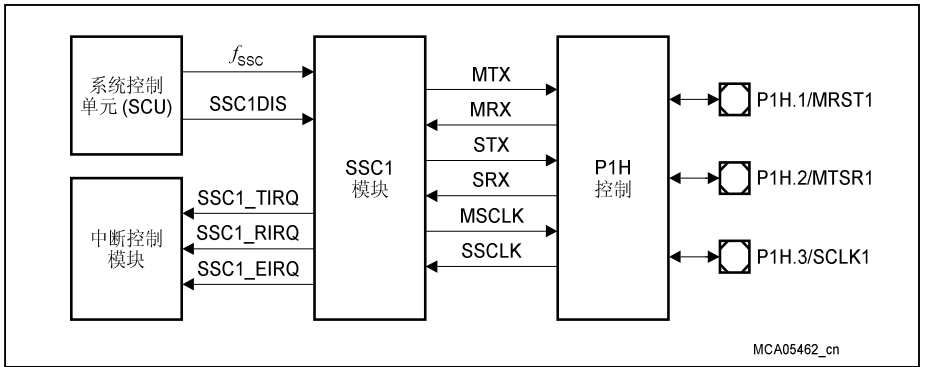 系统控制
单元 (SCU)
fSSC
SSC1DIS
中断控制
模块
SSC1_TIRQ
SSC1_RIRQ
SSC1_EIRQ
SSC1
模块
MTX
MRX
STX
SRX
MSCLK
SSCLK
P1H
控制
P1H.1/MRST1
P1H.2/MTSR1
P1H.3/SCLK1
MCA05462_cn